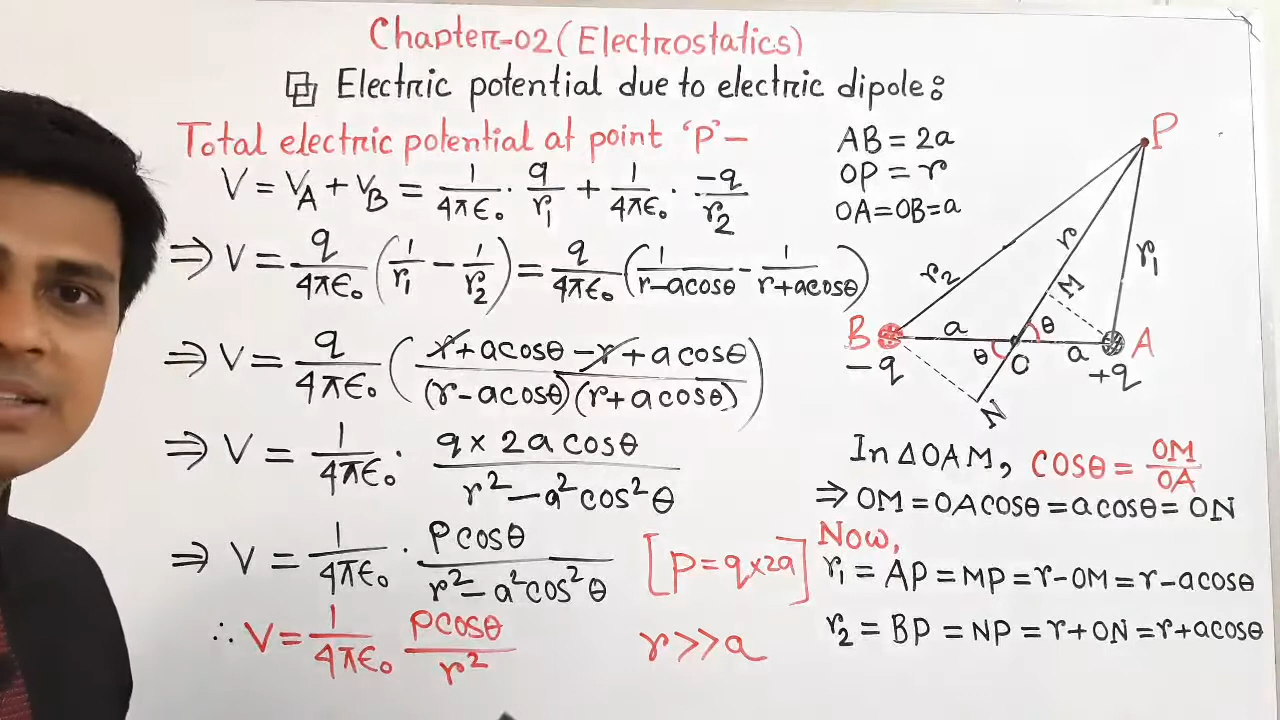 Chapter-02 (Electrostatics)
Electric potential due to electric dipole:
Total electric potential at point 'P'-
V = V_A + V_B = 1/4πϵ₀ · q/r₁ + 1/4πϵ₀ · -q/r₂
⇒ V = q/4πϵ₀ (1/r₁ - 1/r₂) = q/4πϵ₀ (1/r-acosθ - 1/r+acosθ)
⇒ V = q/4πϵ₀ (r+acosθ-r+acosθ/(r-acosθ)(r+acosθ))
⇒ V = 1/4πϵ₀ · q×2acosθ/r²-a²cos²θ
⇒ V = 1/4πϵ₀ · Pcosθ/r²-a²cos²θ [P=q×2a]
∴ V = 1/4πϵ₀ Pcosθ/r² r>>a
AB = 2a
OP = r
OA=OB=a
P
r
r₁
r₂
M
B
a
θ
θ
O
a
A
-q
+q
N
In △OAM, cosθ = OM/OA
⇒ OM = OAcosθ = acosθ = ON
Now,
r₁ = AP = MP = r-OM = r-acosθ
r₂ = BP = NP = r+ON = r+acosθ